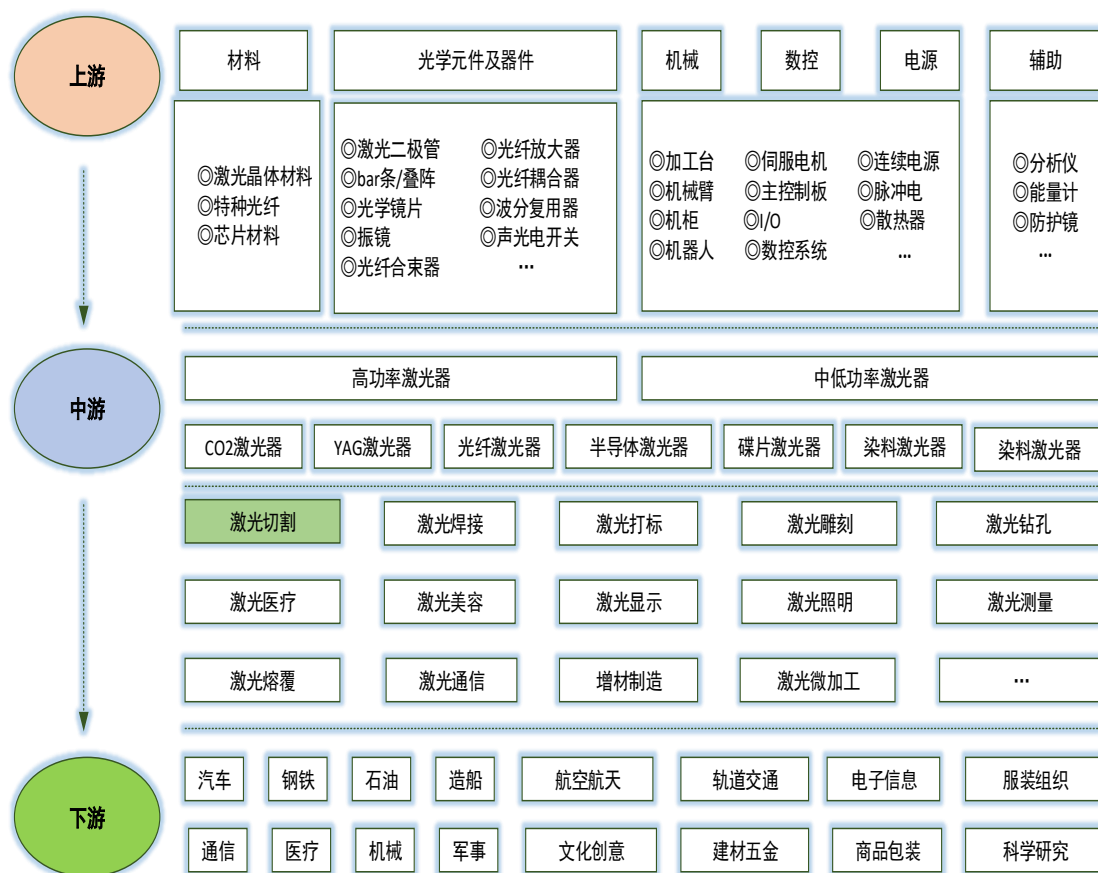 上游
材料
光学元件及器件
机械
数控
电源
辅助
◎激光晶体材料
◎特种光纤
◎芯片材料
◎激光二极管
◎bar条/叠阵
◎光学镜片
◎振镜
◎光纤合束器
◎光纤放大器
◎光纤耦合器
◎波分复用器
◎声光电开关
…
◎加工台
◎机械臂
◎机柜
◎机器人
◎伺服电机
◎主控制板
◎I/O
◎数控系统
◎连续电源
◎脉冲电
◎散热器
…
◎分析仪
◎能量计
◎防护镜
…
中游
高功率激光器
中低功率激光器
CO2激光器
YAG激光器
光纤激光器
半导体激光器
碟片激光器
染料激光器
染料激光器
激光切割
激光焊接
激光打标
激光雕刻
激光钻孔
激光医疗
激光美容
激光显示
激光照明
激光测量
激光熔覆
激光通信
增材制造
激光微加工
…
下游
汽车
钢铁
石油
造船
航空航天
轨道交通
电子信息
服装组织
通信
医疗
机械
军事
文化创意
建材五金
商品包装
科学研究